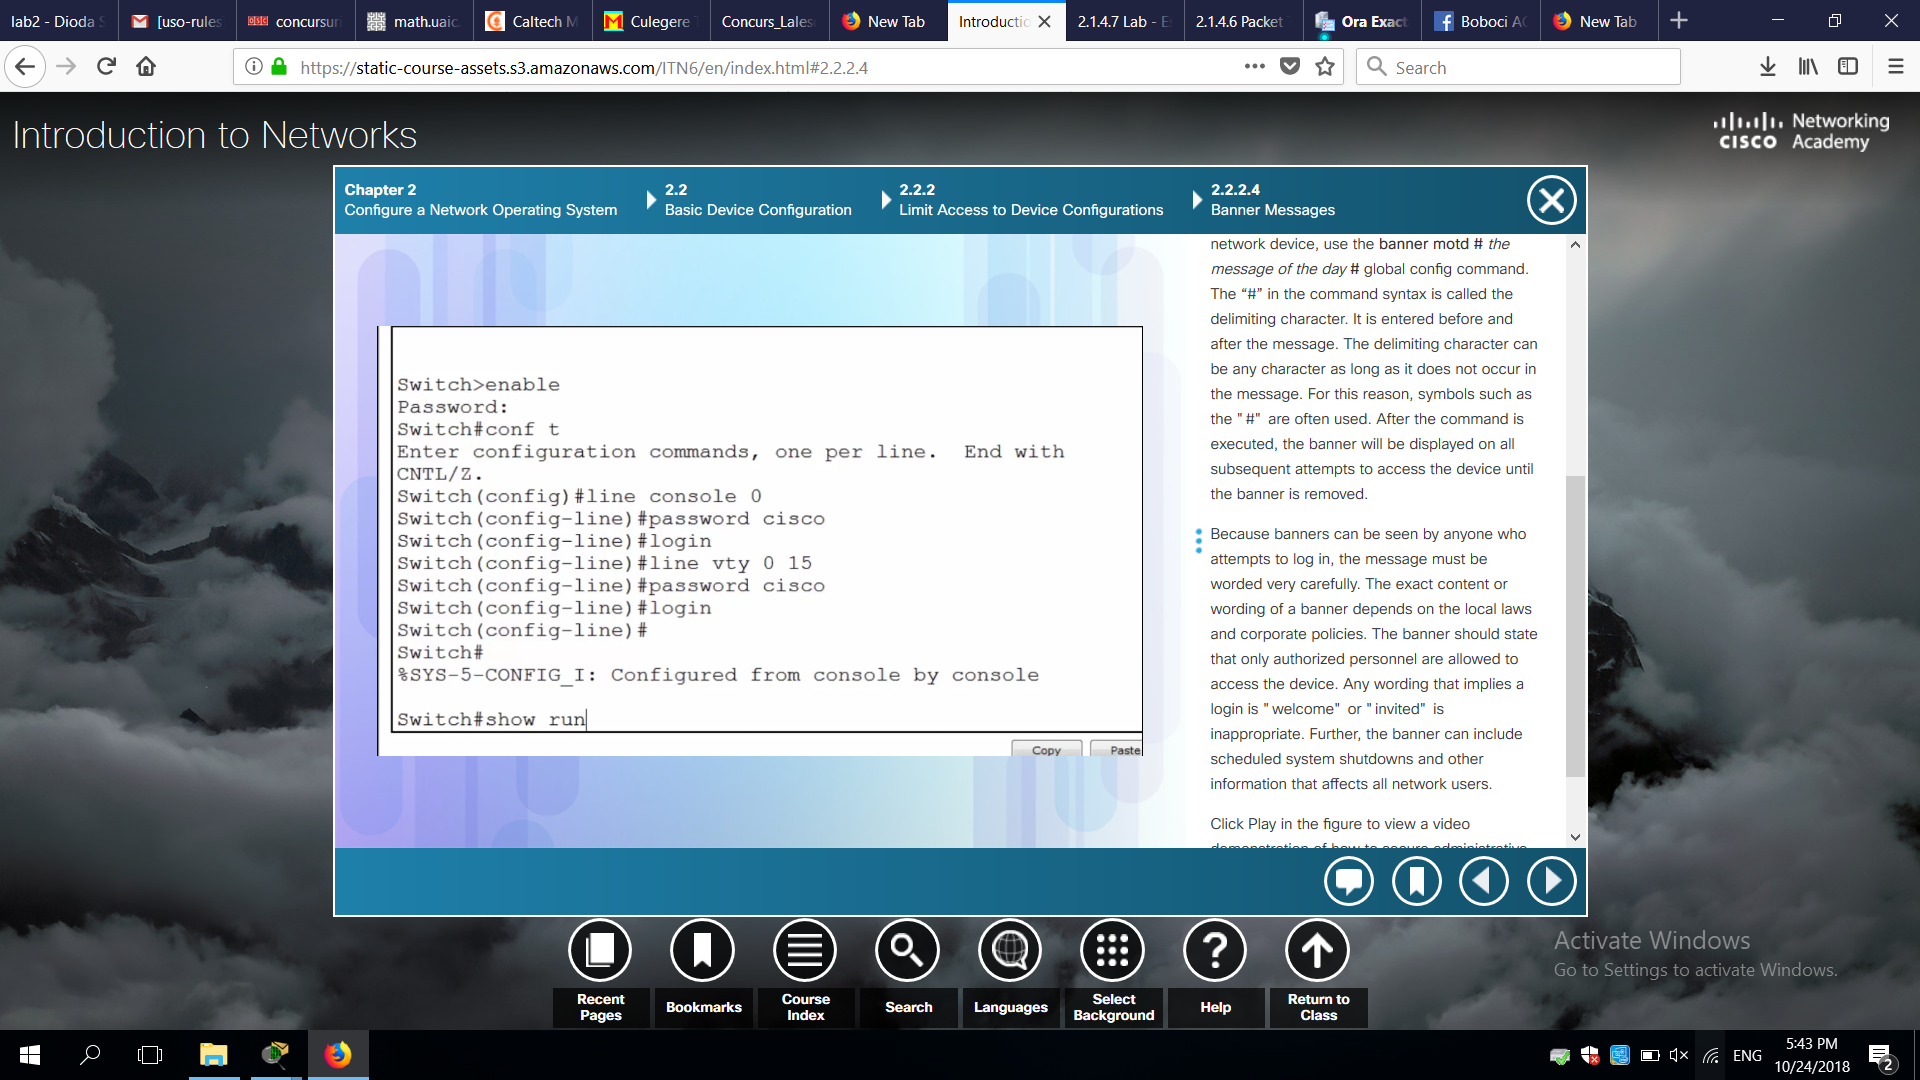 lab2 - Dioda S
[uso-rules
concursuri
math.uaic.
Caltech M
Culegere T
Concurs_Lales
New Tab
Introductio
2.1.4.7 Lab - E
2.1.4.6 Packet
Ora Exact
Boboci AC
New Tab
https://static-course-assets.s3.amazonaws.com/ITN6/en/index.html#2.2.2.4
Search
Introduction to Networks
CISCO Networking
Academy
Chapter 2
Configure a Network Operating System
2.2
Basic Device Configuration
2.2.2
Limit Access to Device Configurations
2.2.2.4
Banner Messages
Switch>enable
Password:
Switch#conf t
Enter configuration commands, one per line.  End with
CNTL/Z.
Switch(config)#line console 0
Switch(config-line)#password cisco
Switch(config-line)#login
Switch(config-line)#line vty 0 15
Switch(config-line)#password cisco
Switch(config-line)#login
Switch(config-line)#
Switch#
%SYS-5-CONFIG_I: Configured from console by console
Switch#show run
Copy
Paste
network device, use the banner motd # the
message of the day # global config command.
The “#” in the command syntax is called the
delimiting character. It is entered before and
after the message. The delimiting character can
be any character as long as it does not occur in
the message. For this reason, symbols such as
the "#" are often used. After the command is
executed, the banner will be displayed on all
subsequent attempts to access the device until
the banner is removed.
Because banners can be seen by anyone who
attempts to log in, the message must be
worded very carefully. The exact content or
wording of a banner depends on the local laws
and corporate policies. The banner should state
that only authorized personnel are allowed to
access the device. Any wording that implies a
login is "welcome" or "invited" is
inappropriate. Further, the banner can include
scheduled system shutdowns and other
information that affects all network users.
Click Play in the figure to view a video
demonstration of how to secure administrative
Recent
Pages
Bookmarks
Course
Index
Search
Languages
Select
Background
Help
Return to
Class
Activate Windows
Go to Settings to activate Windows.
ENG
5:43 PM
10/24/2018
2